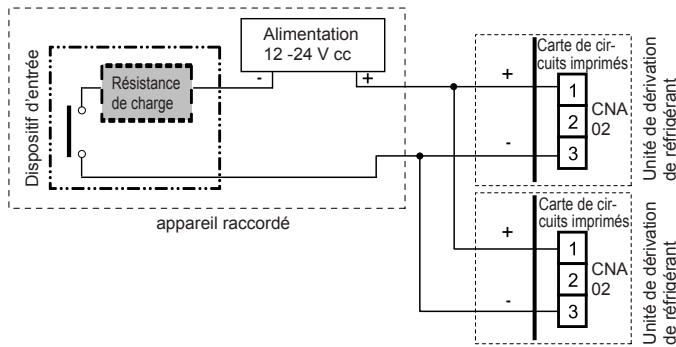 Alimentation
12 -24 V cc
-
+
Dispositif d'entrée
Résistance
de charge
appareil raccordé
+
-
Carte de cir-
cuits imprimés
1
2
3
CNA
02
Unité de dérivation
de réfrigérant
+
-
Carte de cir-
cuits imprimés
1
2
3
CNA
02
Unité de dérivation
de réfrigérant